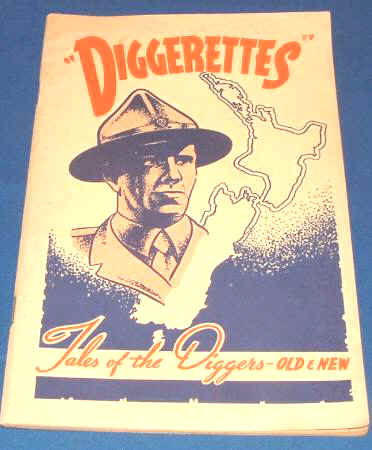 "DIGGERETTES"
Tales of the Diggers - OLD & NEW